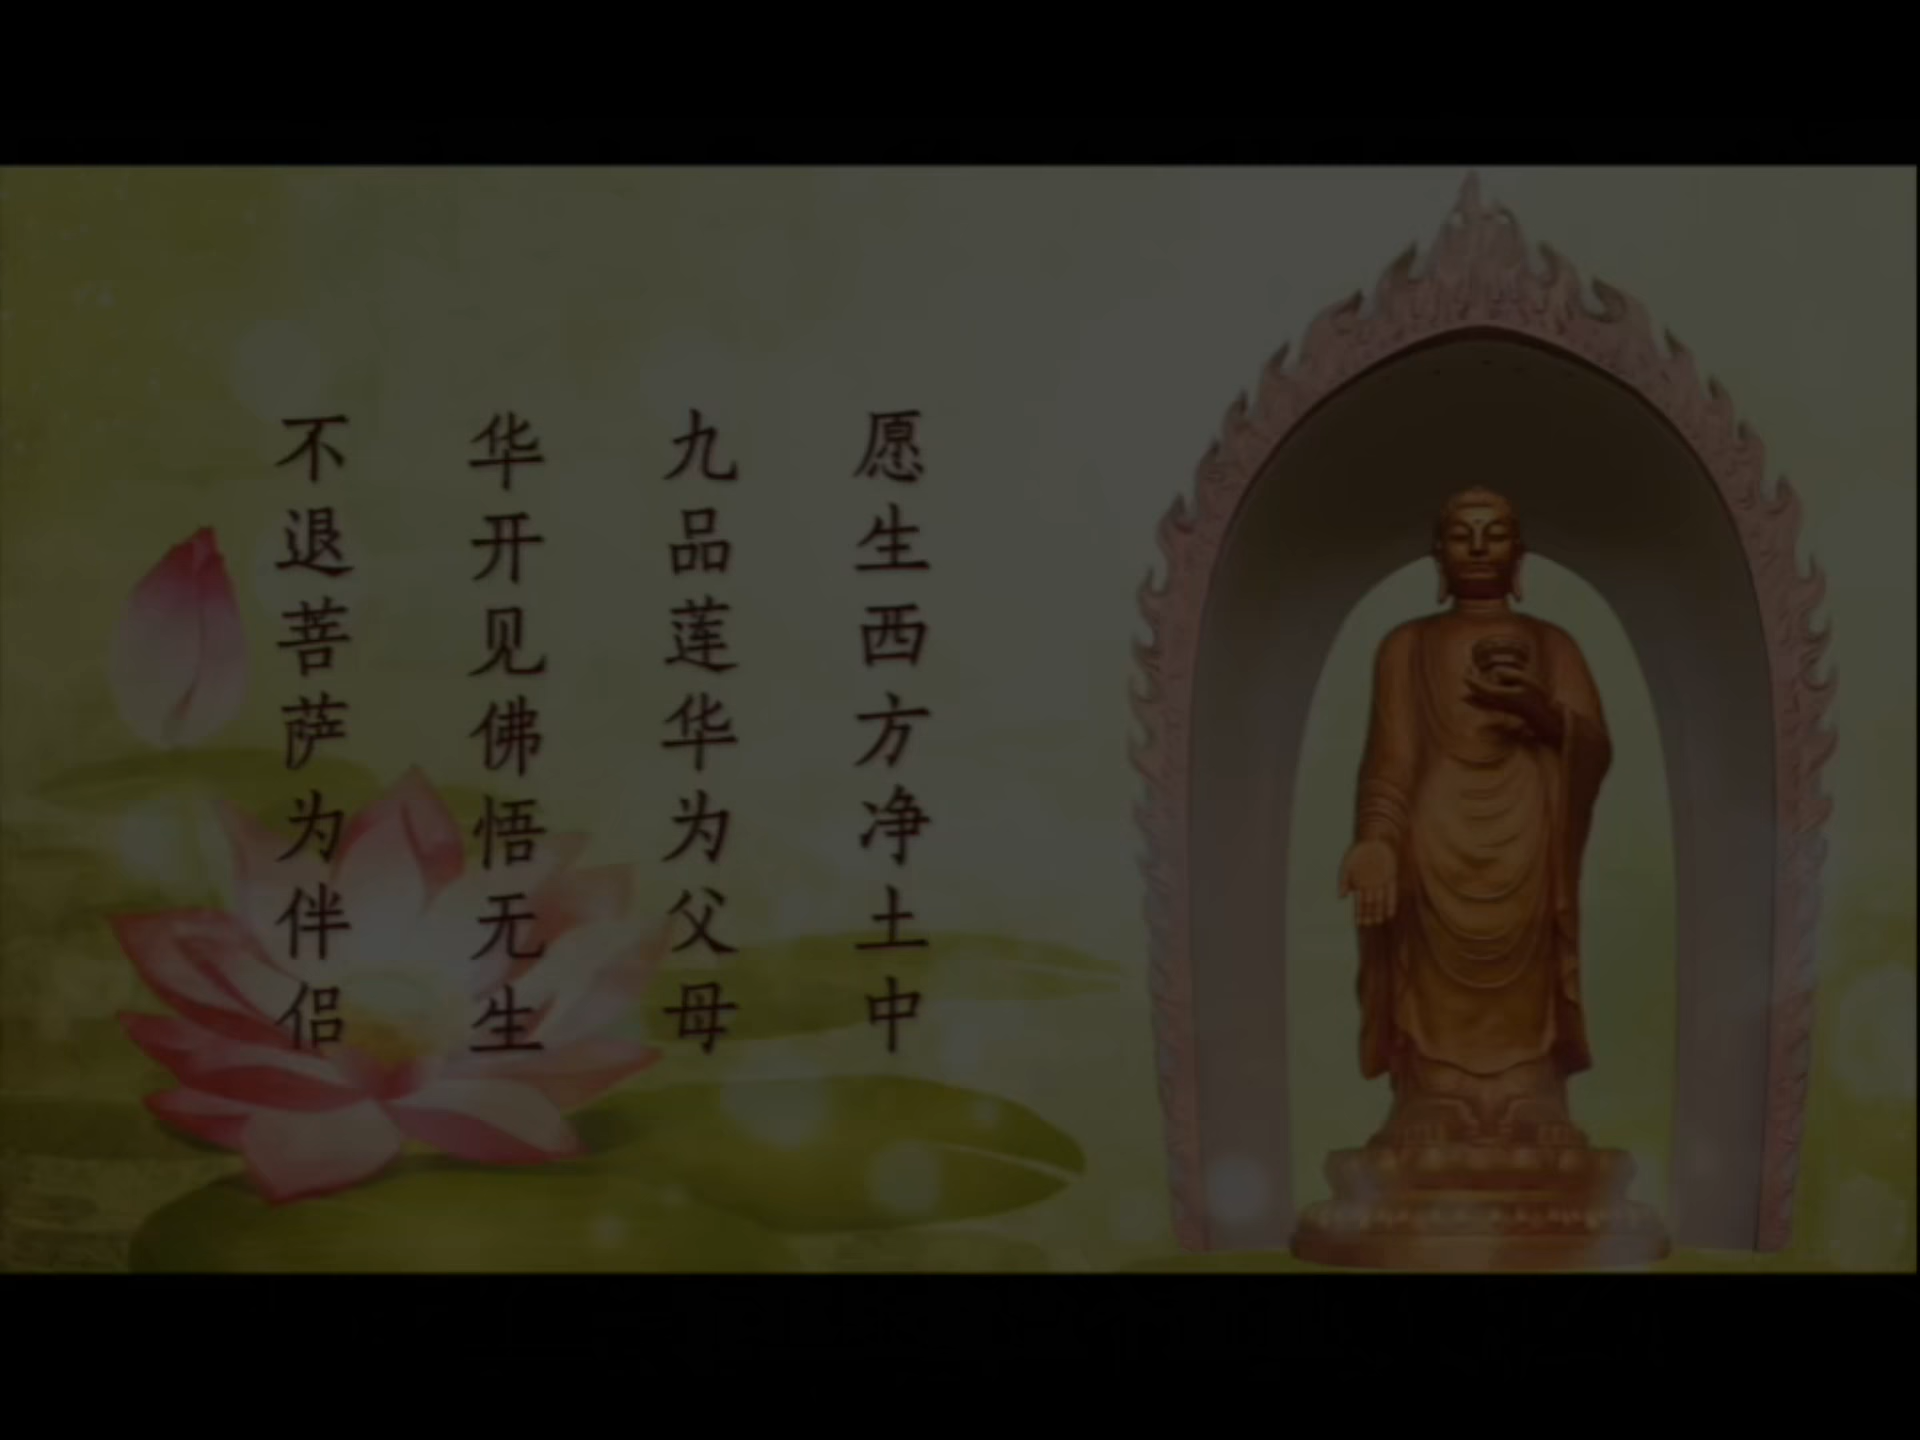 愿生西方净土中
九品莲华为父母
华开见佛悟无生
不退菩萨为伴侣